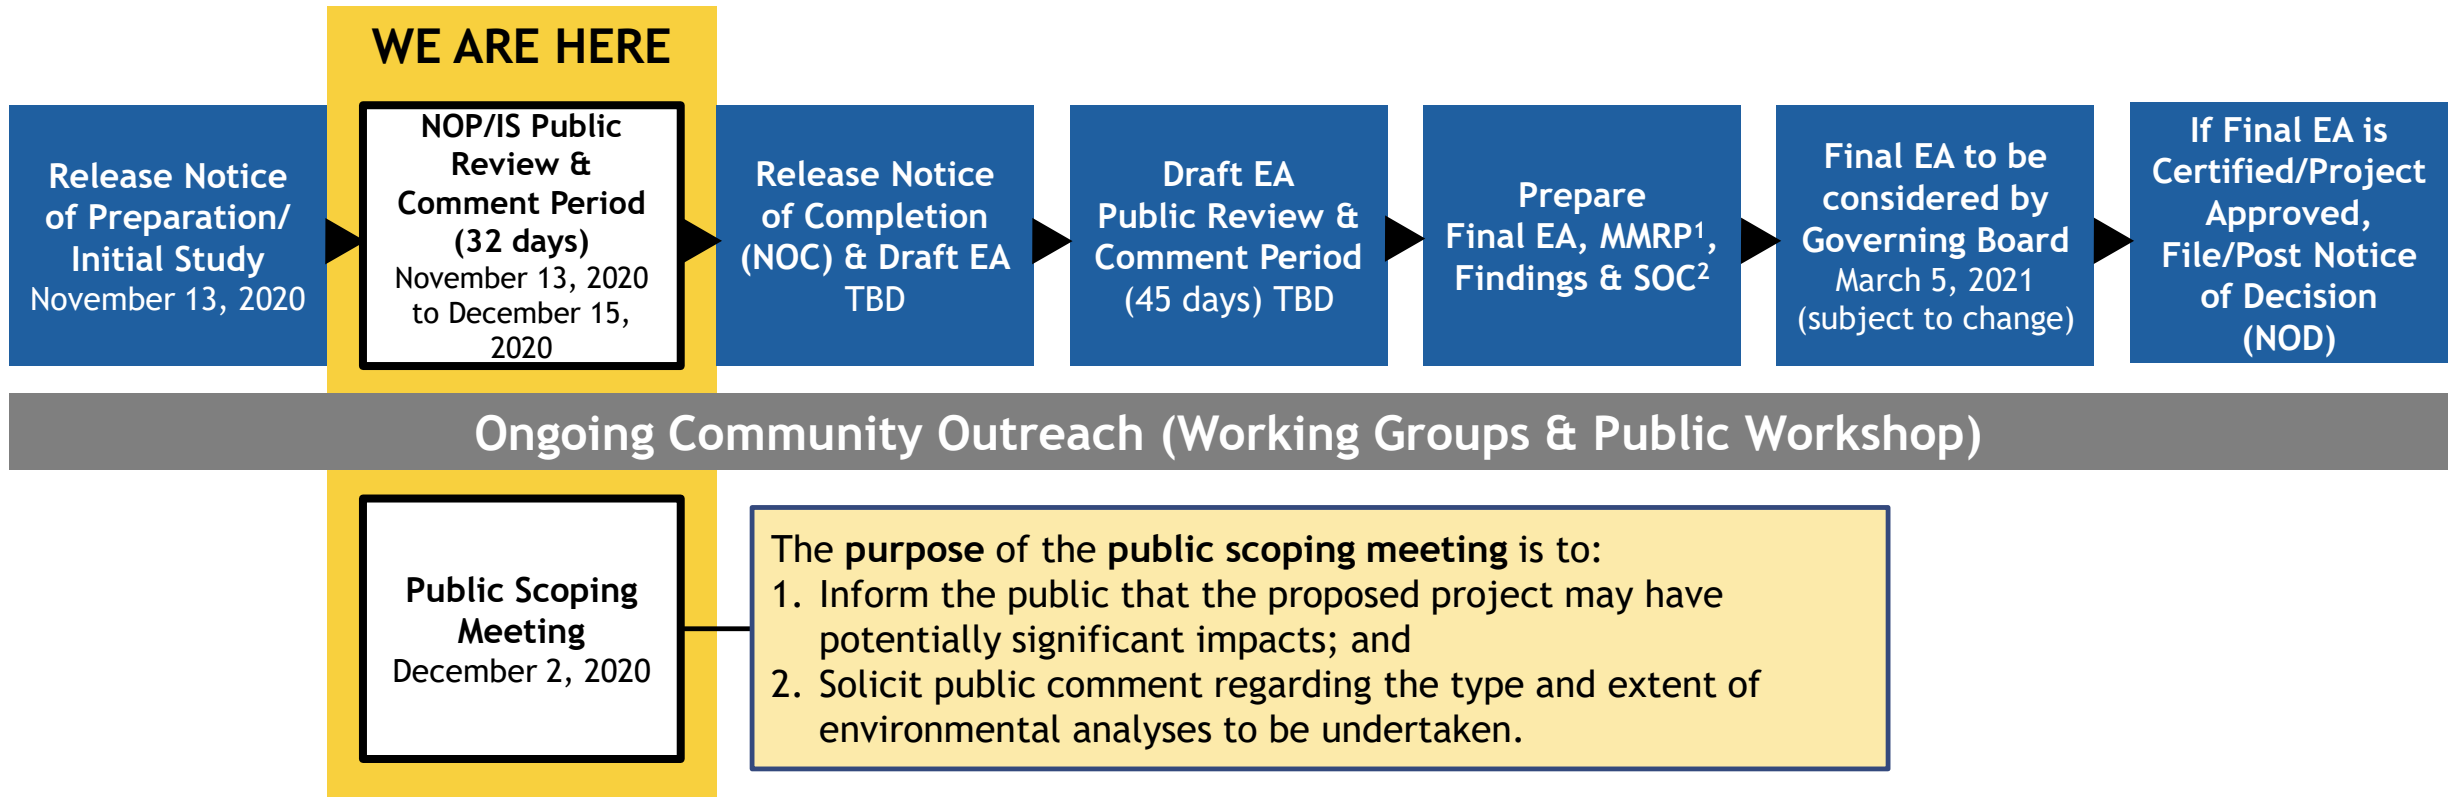 WE ARE HERE
Release Notice
of Preparation/
Initial Study
November 13, 2020
NOP/IS Public
Review &
Comment Period
(32 days)
November 13, 2020
to December 15,
2020
Release Notice
of Completion
(NOC) & Draft EA
TBD
Draft EA
Public Review &
Comment Period
(45 days) TBD
Prepare
Final EA, MMRP¹,
Findings & SOC²
Final EA to be
considered by
Governing Board
March 5, 2021
(subject to change)
If Final EA is
Certified/Project
Approved,
File/Post Notice
of Decision
(NOD)
Ongoing Community Outreach (Working Groups & Public Workshop)
Public Scoping
Meeting
December 2, 2020
The purpose of the public scoping meeting is to:
1. Inform the public that the proposed project may have
potentially significant impacts; and
2. Solicit public comment regarding the type and extent of
environmental analyses to be undertaken.